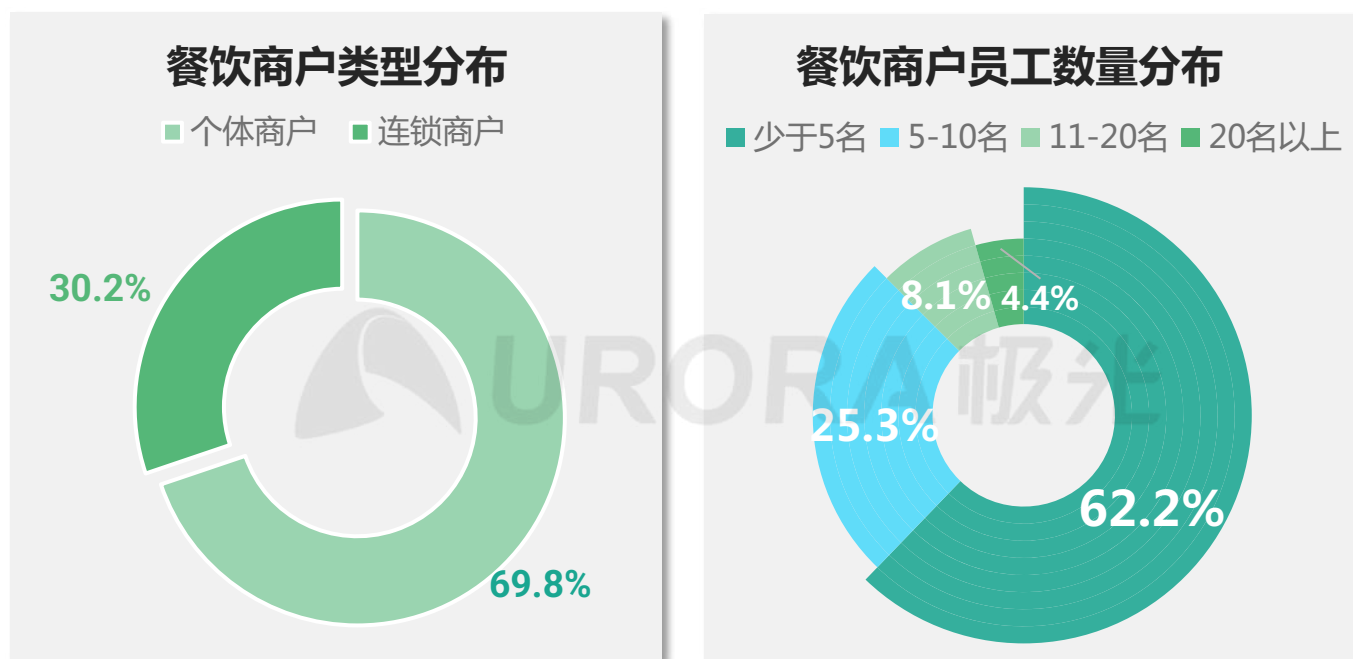 餐饮商户类型分布
个体商户 连锁商户
30.2%
69.8%
餐饮商户员工数量分布
少于5名 5-10名 11-20名 20名以上
8.1% 4.4%
25.3%
62.2%
URORA极光